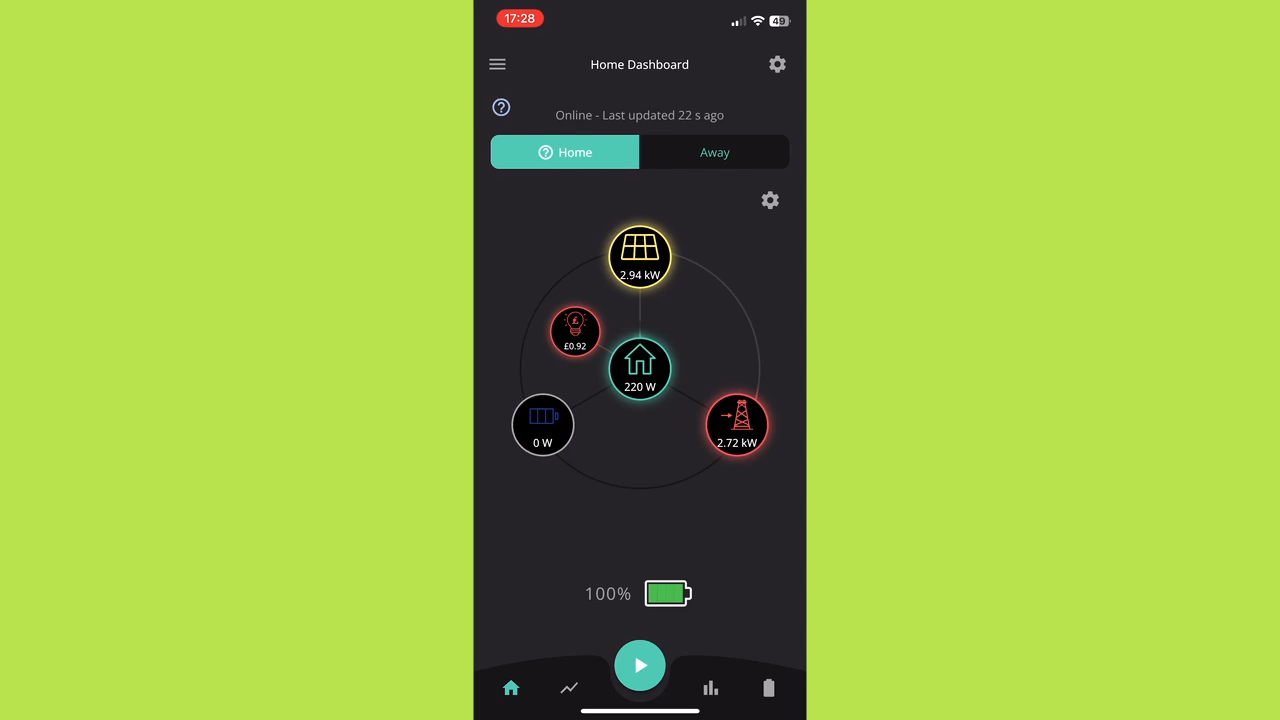 17:28
49
Home Dashboard
Online - Last updated 22 s ago
Home
Away
2.94 kW
£
£0.92
220 W
0 W
2.72 kW
100%